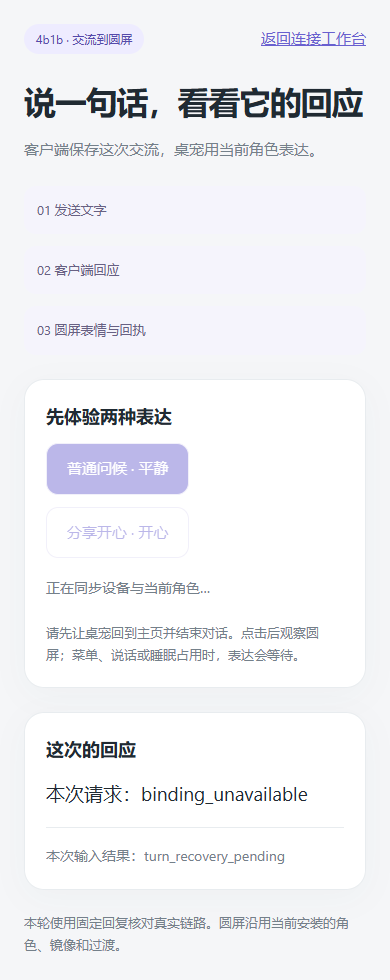 4b1b · 交流到圆屏
返回连接工作台
说一句话，看看它的回应
客户端保存这次交流，桌宠用当前角色表达。
01 发送文字
02 客户端回应
03 圆屏表情与回执
先体验两种表达
普通问候 · 平静
分享开心 · 开心
正在同步设备与当前角色...
请先让桌宠回到主页并结束对话。点击后观察圆
屏；菜单、说话或睡眠占用时，表达会等待。
这次的回应
本次请求：binding_unavailable
本次输入结果：turn_recovery_pending
本轮使用固定回复核对真实链路。圆屏沿用当前安装的角
色、镜像和过渡。